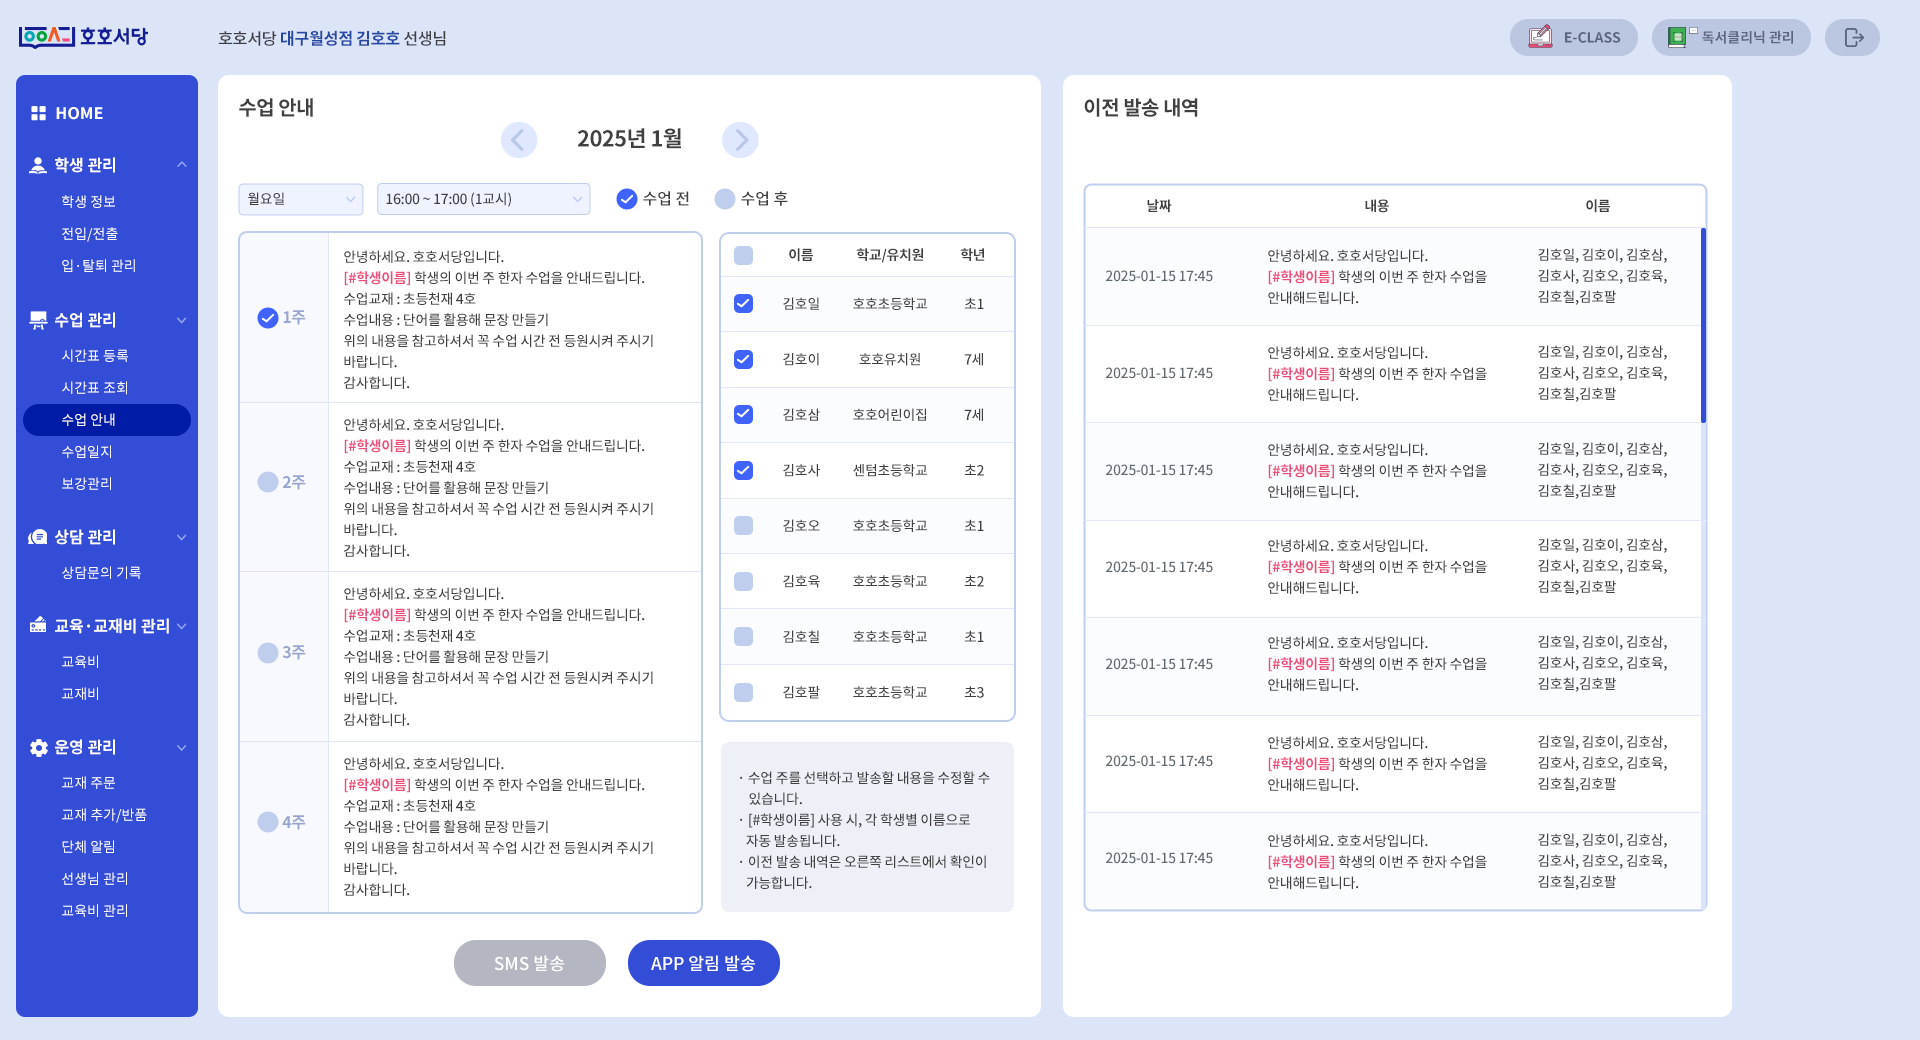 호호서당
호호서당 대구월성점 김호호 선생님
E-CLASS
독서클리닉 관리
HOME
학생 관리
학생 정보
전입/전출
입·탈퇴 관리
수업 관리
시간표 등록
시간표 조회
수업 안내
수업일지
보강관리
상담 관리
상담문의 기록
교육·교재비 관리
교육비
교재비
운영 관리
교재 주문
교재 추가/반품
단체 알림
선생님 관리
교육비 관리
수업 안내
2025년 1월
월요일
16:00 ~ 17:00 (1교시)
수업 전
수업 후
1주
안녕하세요. 호호서당입니다.
[#학생이름] 학생의 이번 주 한자 수업을 안내드립니다.
수업교재 : 초등천재 4호
수업내용 : 단어를 활용해 문장 만들기
위의 내용을 참고하셔서 꼭 수업 시간 전 등원시켜 주시기
바랍니다.
감사합니다.
2주
안녕하세요. 호호서당입니다.
[#학생이름] 학생의 이번 주 한자 수업을 안내드립니다.
수업교재 : 초등천재 4호
수업내용 : 단어를 활용해 문장 만들기
위의 내용을 참고하셔서 꼭 수업 시간 전 등원시켜 주시기
바랍니다.
감사합니다.
3주
안녕하세요. 호호서당입니다.
[#학생이름] 학생의 이번 주 한자 수업을 안내드립니다.
수업교재 : 초등천재 4호
수업내용 : 단어를 활용해 문장 만들기
위의 내용을 참고하셔서 꼭 수업 시간 전 등원시켜 주시기
바랍니다.
감사합니다.
4주
안녕하세요. 호호서당입니다.
[#학생이름] 학생의 이번 주 한자 수업을 안내드립니다.
수업교재 : 초등천재 4호
수업내용 : 단어를 활용해 문장 만들기
위의 내용을 참고하셔서 꼭 수업 시간 전 등원시켜 주시기
바랍니다.
감사합니다.
이름 학교/유치원 학년
김호일 호호초등학교 초1
김호이 호호유치원 7세
김호삼 호호어린이집 7세
김호사 센텀초등학교 초2
김호오 호호초등학교 초1
김호육 호호초등학교 초2
김호칠 호호초등학교 초1
김호팔 호호초등학교 초3
· 수업 주를 선택하고 발송할 내용을 수정할 수
있습니다.
· [#학생이름] 사용 시, 각 학생별 이름으로
자동 발송됩니다.
· 이전 발송 내역은 오른쪽 리스트에서 확인이
가능합니다.
SMS 발송
APP 알림 발송
이전 발송 내역
날짜 내용 이름
2025-01-15 17:45
안녕하세요. 호호서당입니다.
[#학생이름] 학생의 이번 주 한자 수업을
안내해드립니다.
김호일, 김호이, 김호삼,
김호사, 김호오, 김호육,
김호칠,김호팔
2025-01-15 17:45
안녕하세요. 호호서당입니다.
[#학생이름] 학생의 이번 주 한자 수업을
안내해드립니다.
김호일, 김호이, 김호삼,
김호사, 김호오, 김호육,
김호칠,김호팔
2025-01-15 17:45
안녕하세요. 호호서당입니다.
[#학생이름] 학생의 이번 주 한자 수업을
안내해드립니다.
김호일, 김호이, 김호삼,
김호사, 김호오, 김호육,
김호칠,김호팔
2025-01-15 17:45
안녕하세요. 호호서당입니다.
[#학생이름] 학생의 이번 주 한자 수업을
안내해드립니다.
김호일, 김호이, 김호삼,
김호사, 김호오, 김호육,
김호칠,김호팔
2025-01-15 17:45
안녕하세요. 호호서당입니다.
[#학생이름] 학생의 이번 주 한자 수업을
안내해드립니다.
김호일, 김호이, 김호삼,
김호사, 김호오, 김호육,
김호칠,김호팔
2025-01-15 17:45
안녕하세요. 호호서당입니다.
[#학생이름] 학생의 이번 주 한자 수업을
안내해드립니다.
김호일, 김호이, 김호삼,
김호사, 김호오, 김호육,
김호칠,김호팔
2025-01-15 17:45
안녕하세요. 호호서당입니다.
[#학생이름] 학생의 이번 주 한자 수업을
안내해드립니다.
김호일, 김호이, 김호삼,
김호사, 김호오, 김호육,
김호칠,김호팔